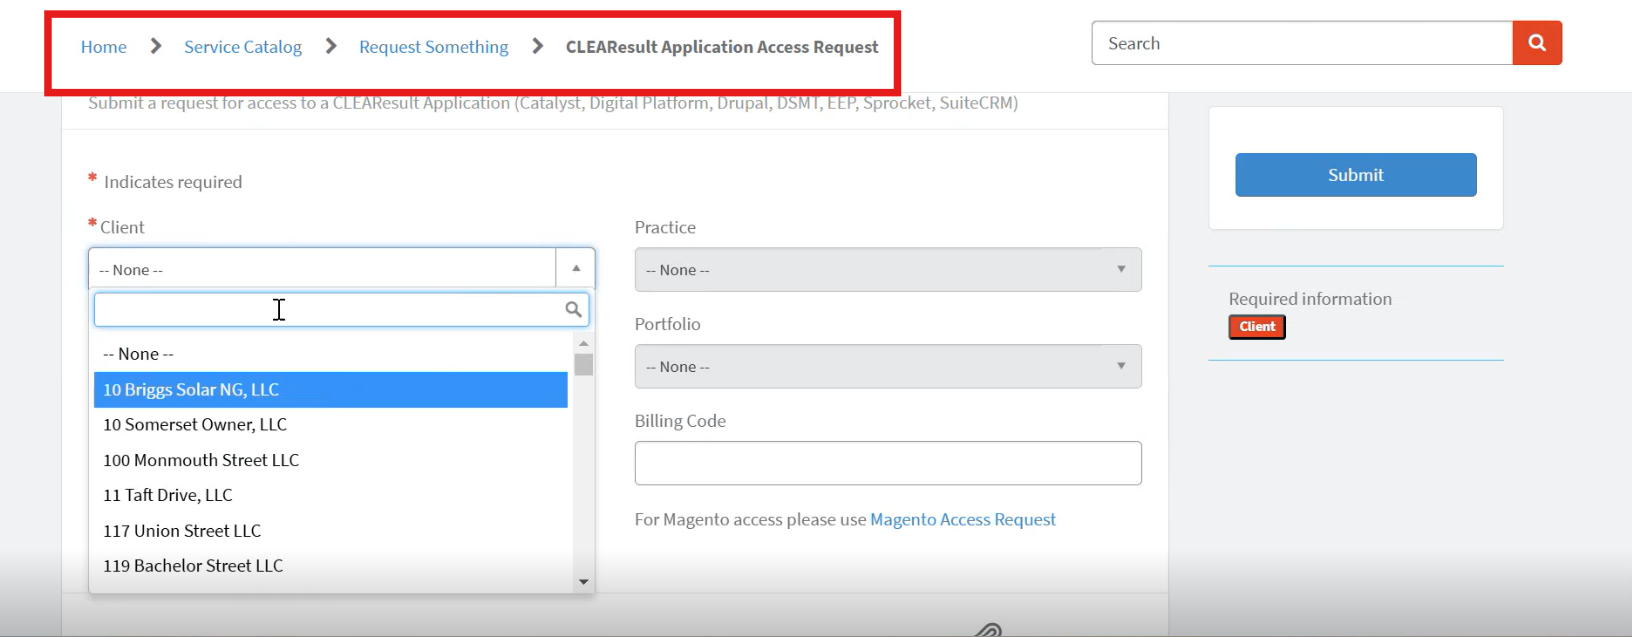 Home > Service Catalog > Request Something > CLEAResult Application Access Request
Search
Submit a request for access to a CLEAResult Application (Catalyst, Digital Platform, Drupal, DSMT, EEP, Sprocket, SuiteCRM)
Submit
* Indicates required
* Client
-- None --
-- None --
10 Briggs Solar NG, LLC
10 Somerset Owner, LLC
100 Monmouth Street LLC
11 Taft Drive, LLC
117 Union Street LLC
119 Bachelor Street LLC
Practice
-- None --
Portfolio
-- None --
Billing Code
For Magento access please use Magento Access Request
Required information
Client